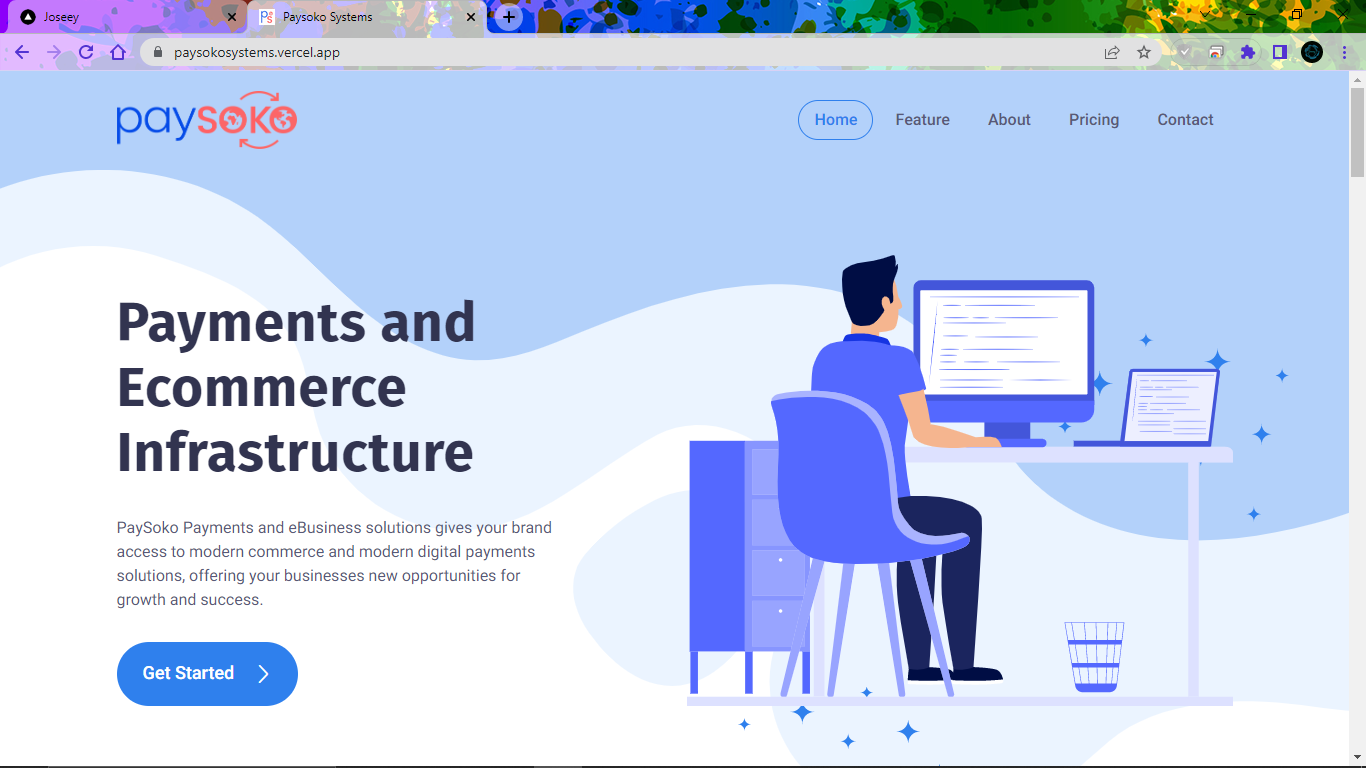 Joseey
Paysoko Systems
paysokosystems.vercel.app
paysoko
Home
Feature
About
Pricing
Contact
Payments and
Ecommerce
Infrastructure
PaySoko Payments and eBusiness solutions gives your brand
access to modern commerce and modern digital payments
solutions, offering your businesses new opportunities for
growth and success.
Get Started